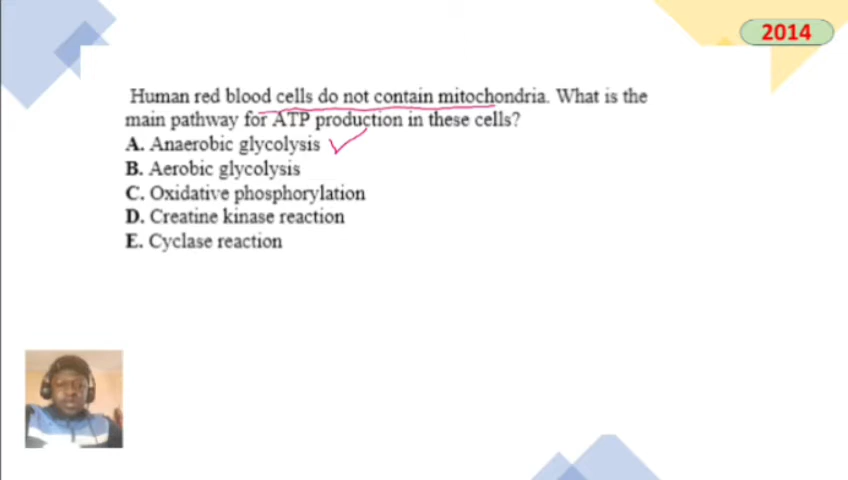 2014
Human red blood cells do not contain mitochondria. What is the
main pathway for ATP production in these cells?
A. Anaerobic glycolysis
B. Aerobic glycolysis
C. Oxidative phosphorylation
D. Creatine kinase reaction
E. Cyclase reaction